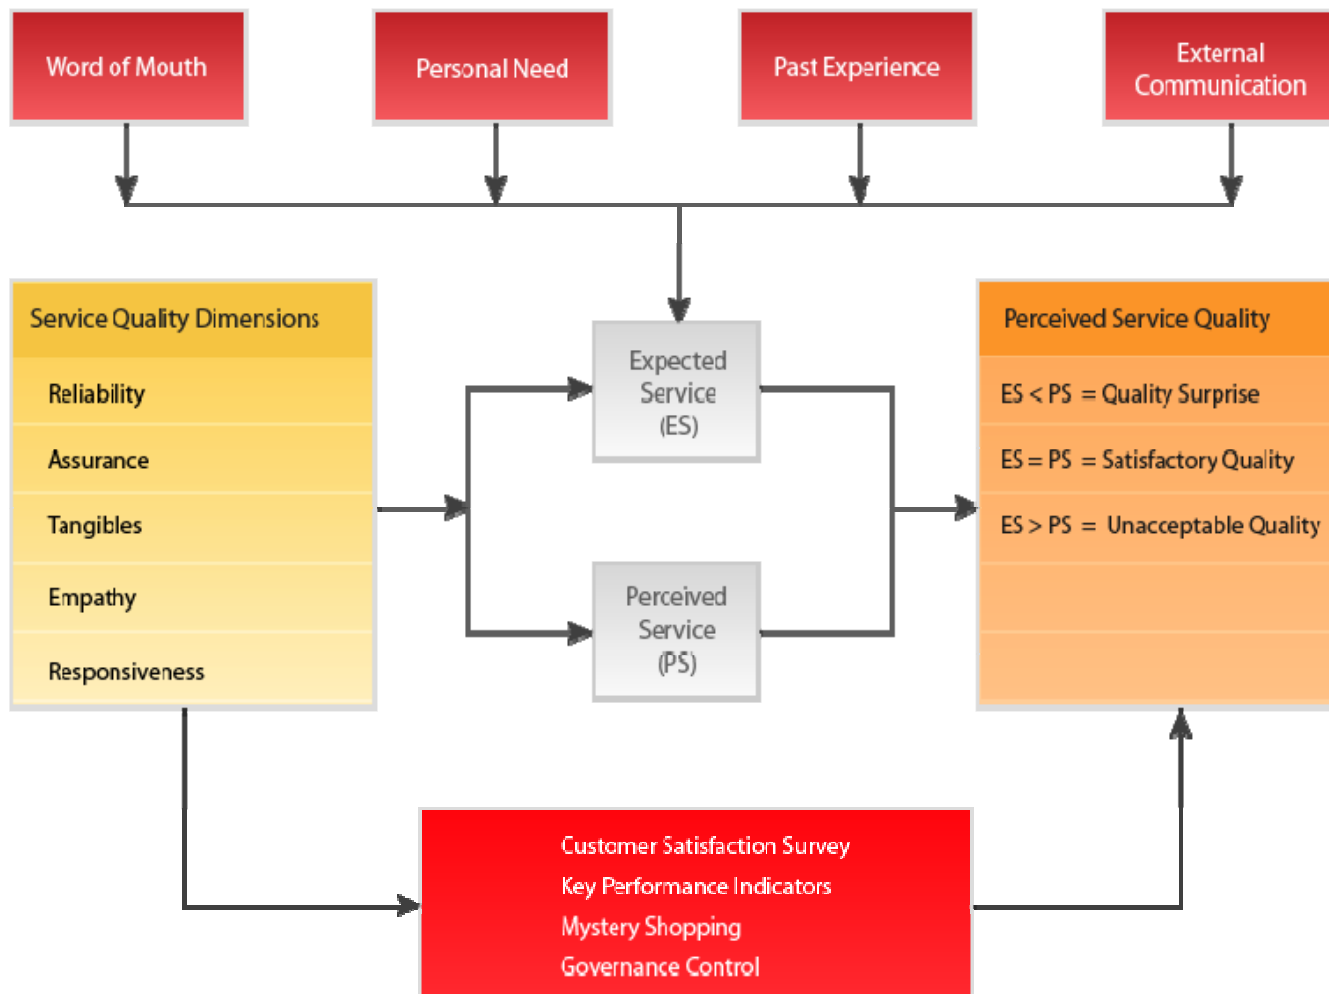 Word of Mouth
Personal Need
Past Experience
External
Communication
Service Quality Dimensions
Reliability
Assurance
Tangibles
Empathy
Responsiveness
Expected
Service
(ES)
Perceived
Service
(PS)
Perceived Service Quality
ES < PS = Quality Surprise
ES = PS = Satisfactory Quality
ES > PS = Unacceptable Quality
Customer Satisfaction Survey
Key Performance Indicators
Mystery Shopping
Governance Control